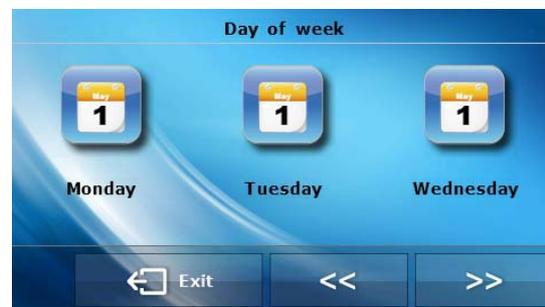 Day of week
May May May
1 1 1
Monday Tuesday Wednesday
Exit << >>